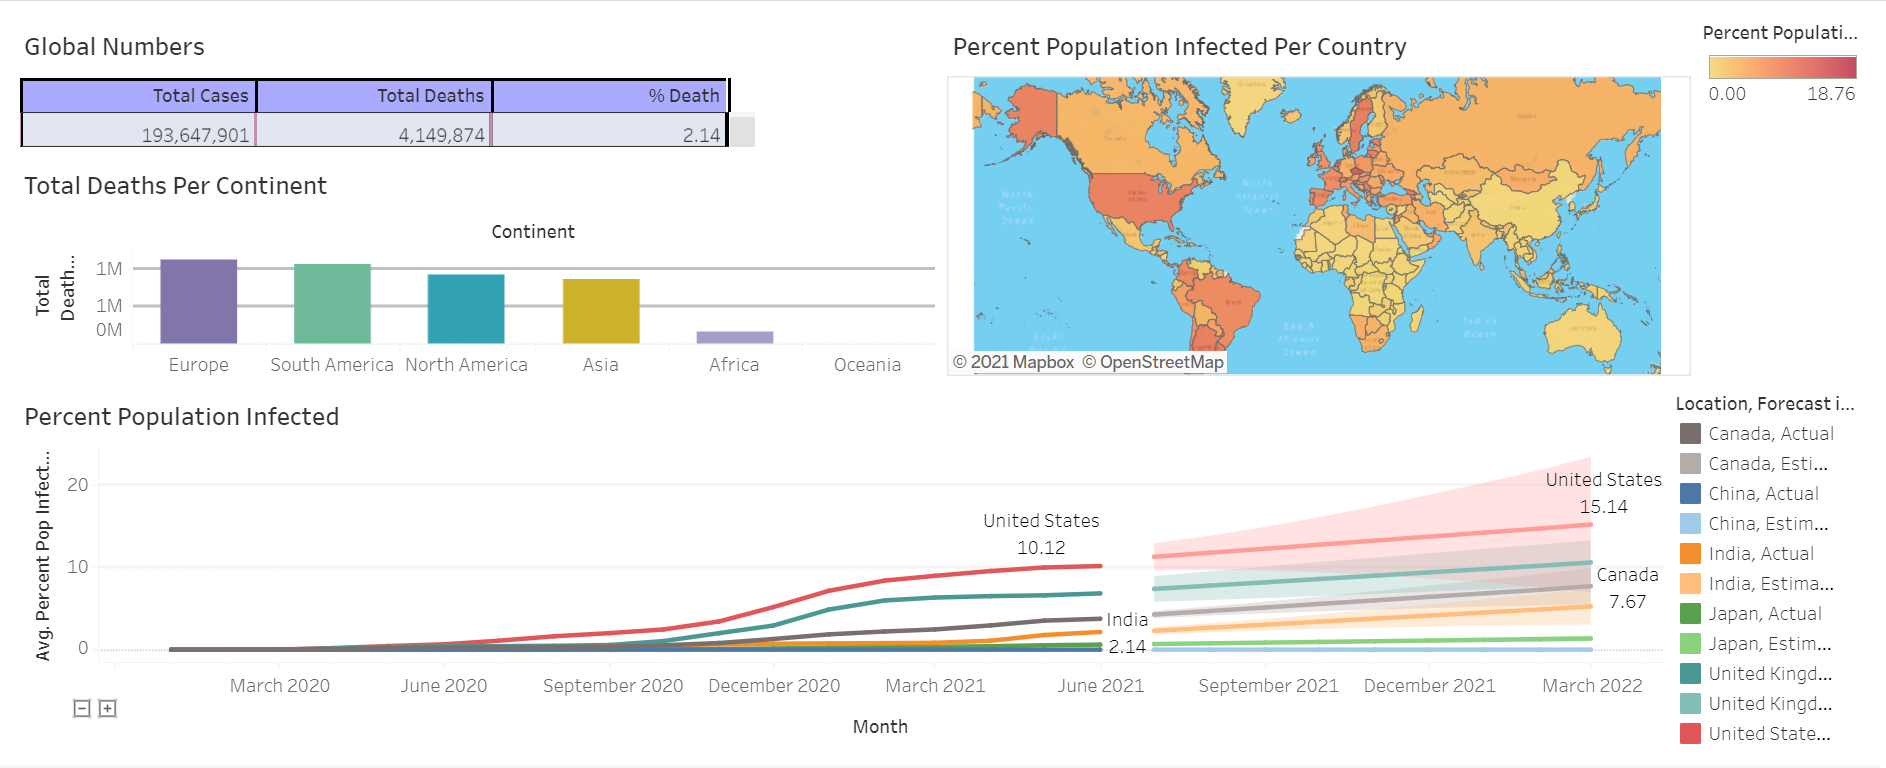 Global Numbers
Total Cases Total Deaths % Death
193,647,901 4,149,874 2.14
Total Deaths Per Continent
Continent
Total
Death...
1M
1M
0M
Europe South America North America Asia Africa Oceania
Percent Population Infected Per Country
© 2021 Mapbox © OpenStreetMap
Percent Populati...
0.00 18.76
Percent Population Infected
Avg. Percent Pop Infect...
20
10
0
United States
10.12
India
2.14
United States
15.14
Canada
7.67
March 2020 June 2020 September 2020 December 2020 March 2021 June 2021 September 2021 December 2021 March 2022
Month
Location, Forecast i...
Canada, Actual
Canada, Esti...
China, Actual
China, Estim...
India, Actual
India, Estima...
Japan, Actual
Japan, Estim...
United Kingd...
United Kingd...
United State...